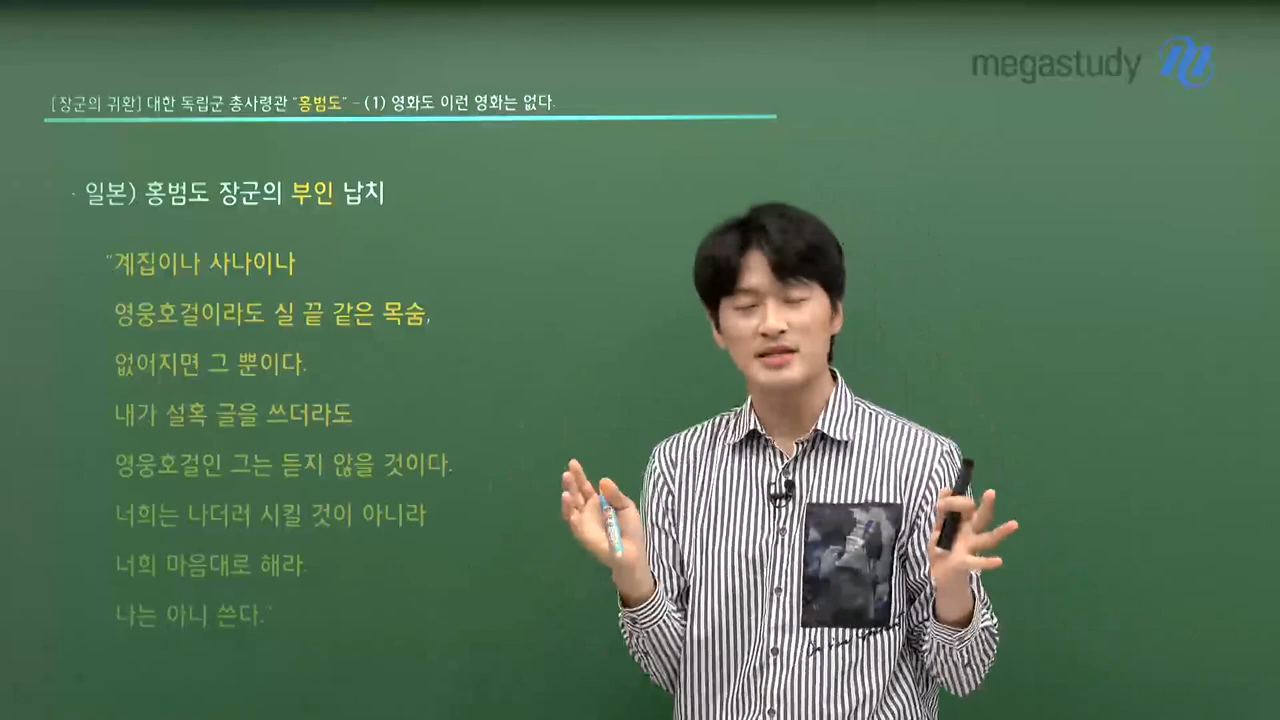 megastudy
[장군의 귀환] 대한 독립군 총사령관 "홍범도" - (1) 영화도 이런 영화는 없다.
· 일본) 홍범도 장군의 부인 납치
"계집이나 사나이나
영웅호걸이라도 실 끝 같은 목숨,
없어지면 그 뿐이다.
내가 설혹 글을 쓰더라도
영웅호걸인 그는 듣지 않을 것이다.
너희는 나더러 시킬 것이 아니라
너희 마음대로 해라.
나는 아니 쓴다."